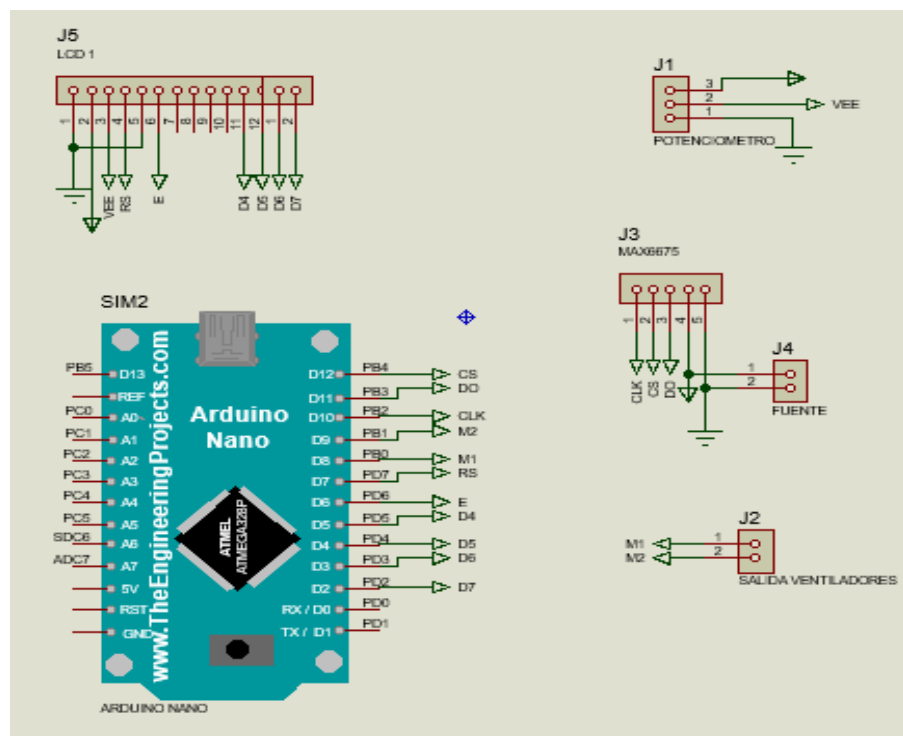 J5
LCD 1
1 2 3 4 5 6 7 8 9 10 11 12 1 2
VEE RS E D4 D5 D6 D7
J1
3
2 VEE
1
POTENCIOMETRO
J3
MAX6675
1 2 3 4 5
CLK CS DO
J4
1
2
FUENTE
J2
M1 1
M2 2
SALIDA VENTILADORES
SIM2
www.TheEngineeringProjects.com
Arduino
Nano
ATMEL
ATMEGA328P
PB5 D13
REF
PC0 A0
PC1 A1
PC2 A2
PC3 A3
PC4 A4
PC5 A5
SDC6 A6
ADC7 A7
5V
RST
GND
D12 PB4 CS
D11 PB3 DO
D10 PB2 CLK
D9 PB1 M2
D8 PB0 M1
D7 PD7 RS
D6 PD6 E
D5 PD5 D4
D4 PD4 D5
D3 PD3 D6
D2 PD2 D7
RX / D0 PD0
TX / D1 PD1
ARDUINO NANO